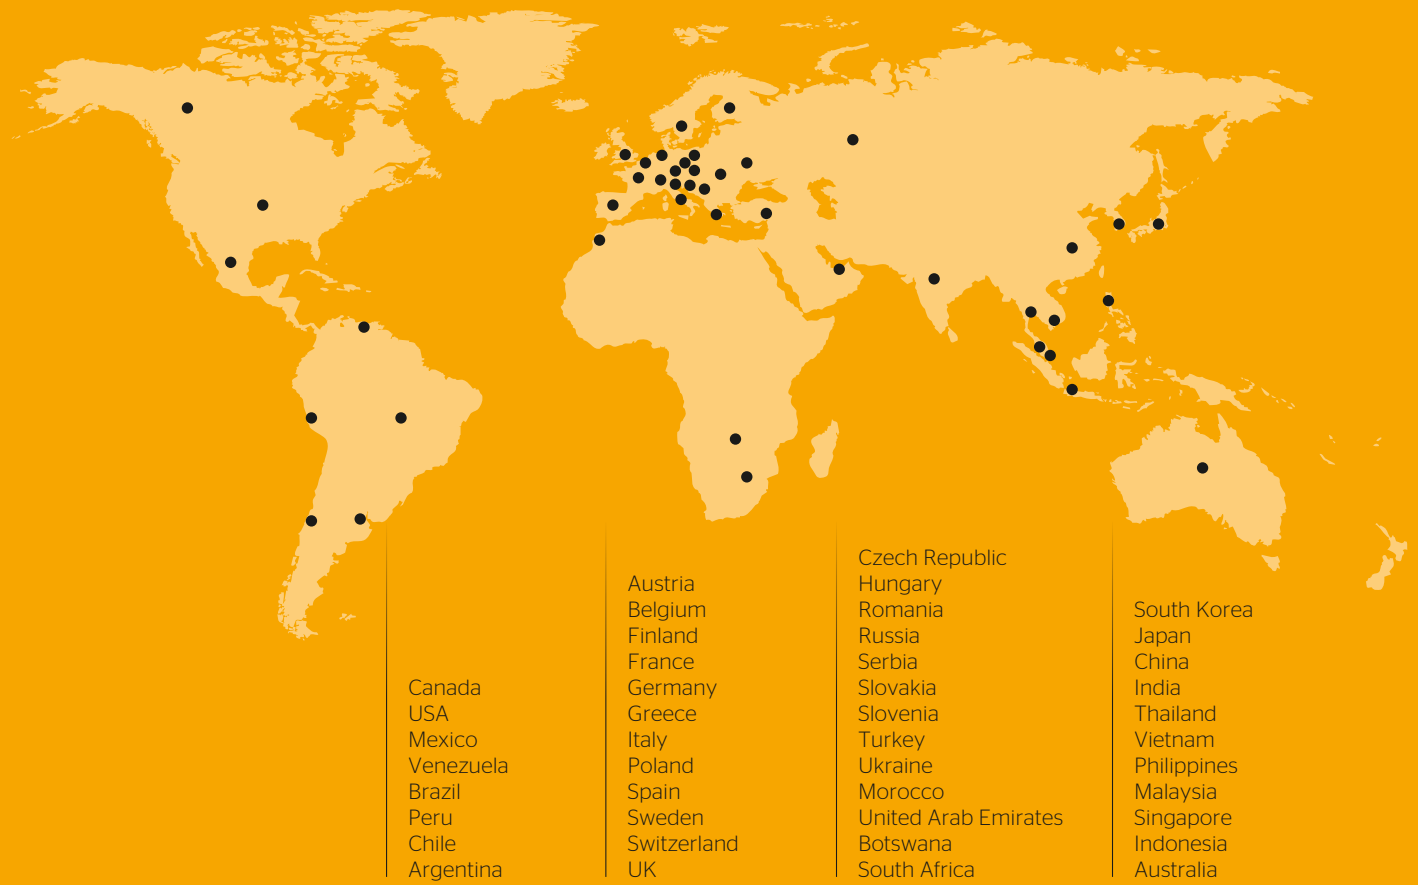 Canada
USA
Mexico
Venezuela
Brazil
Peru
Chile
Argentina
Austria
Belgium
Finland
France
Germany
Greece
Italy
Poland
Spain
Sweden
Switzerland
UK
Czech Republic
Hungary
Romania
Russia
Serbia
Slovakia
Slovenia
Turkey
Ukraine
Morocco
United Arab Emirates
Botswana
South Africa
South Korea
Japan
China
India
Thailand
Vietnam
Philippines
Malaysia
Singapore
Indonesia
Australia